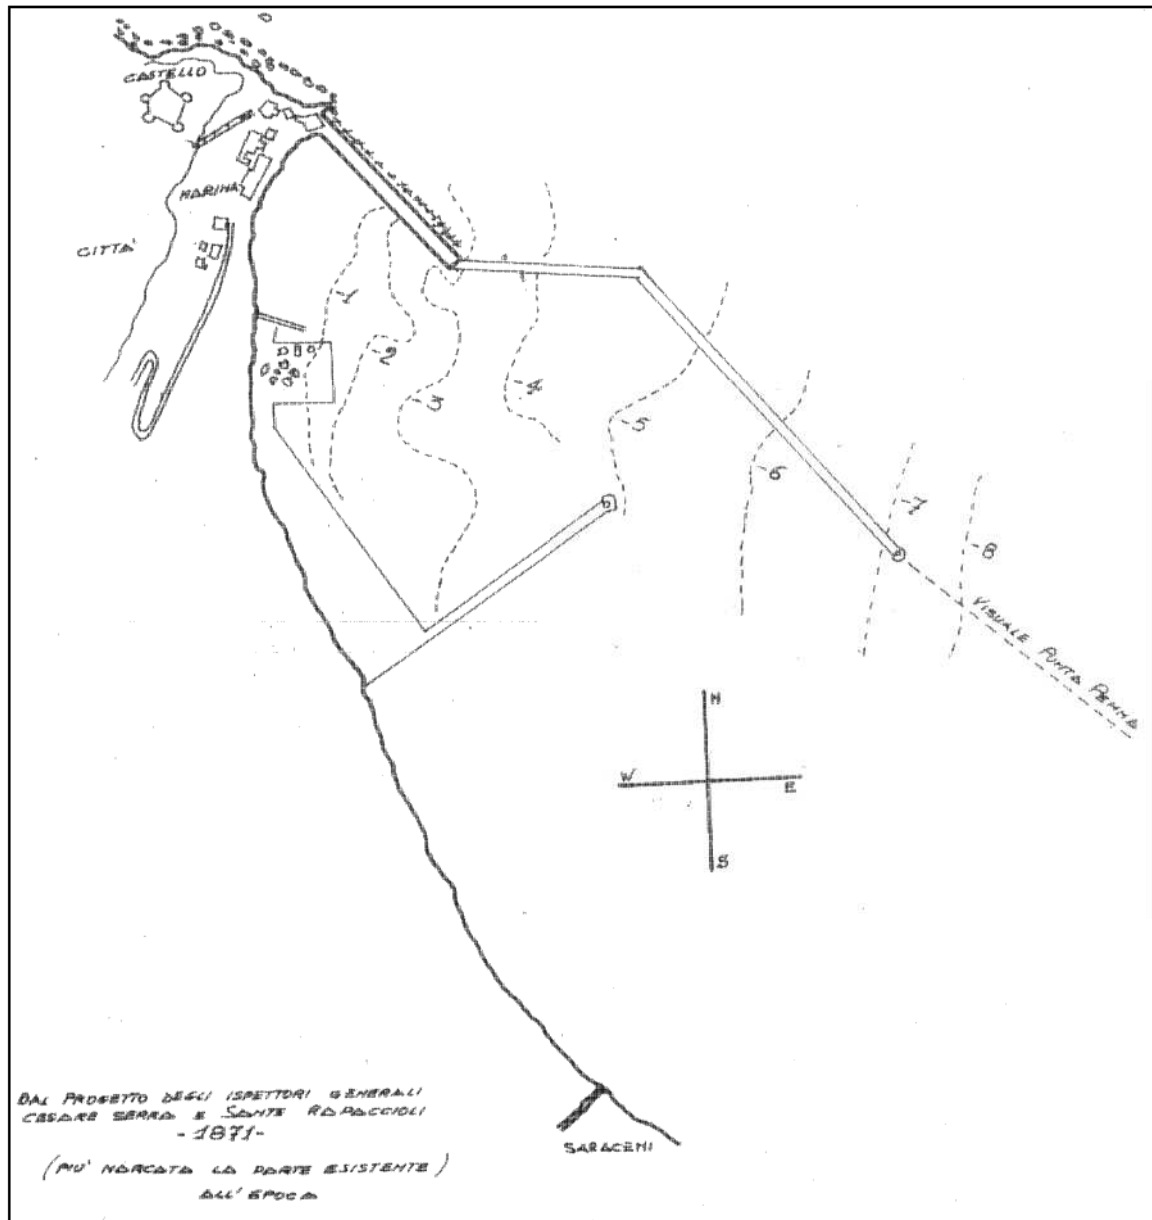 CASTELLO
MARINA
CITTA'
-1
-2
-3
-4
-5
-6
-7
-8
VISUALE PUNTA PENNA
N
W
E
S
SARACENI
DAL PROGETTO DEGLI ISPETTORI GENERALI
CESARE SERRA E SANTE RAPACCIOLI
-1871-
(PIU' MARCATA LA PARTE ESISTENTE)
ALL'EPOCA